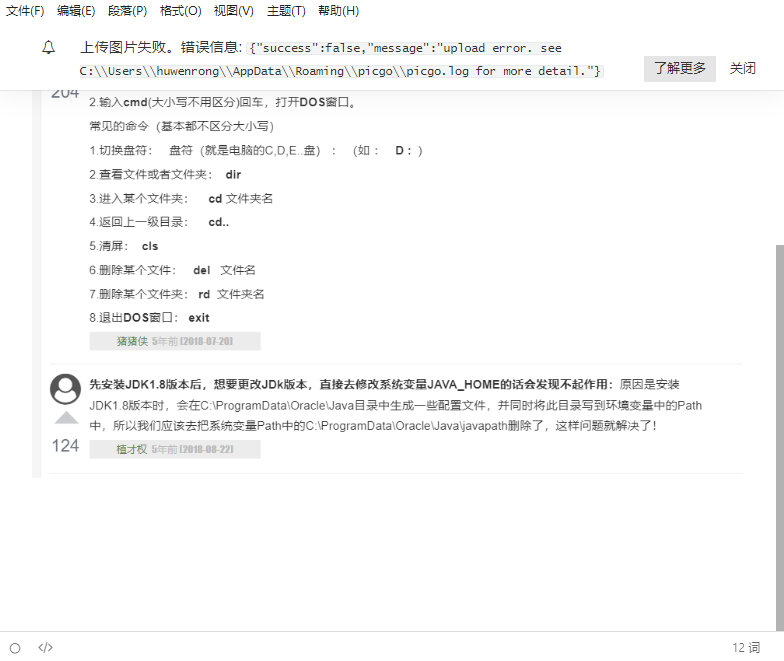 文件(F) 编辑(E) 段落(P) 格式(O) 视图(V) 主题(T) 帮助(H)
上传图片失败。错误信息: {"success":false,"message":"upload error. see
C:\\Users\\huwenrong\\AppData\\Roaming\\picgo\\picgo.log for more detail."}
了解更多 关闭
204
2.输入cmd(大小写不用区分)回车，打开DOS窗口。
常见的命令（基本都不区分大小写）
1.切换盘符： 盘符（就是电脑的C,D,E..盘）： （如： D：）
2.查看文件或者文件夹： dir
3.进入某个文件夹： cd 文件夹名
4.返回上一级目录： cd..
5.清屏： cls
6.删除某个文件： del 文件名
7.删除某个文件夹： rd 文件夹名
8.退出DOS窗口： exit
猪猪侠 5年前 (2018-07-20)
先安装JDK1.8版本后，想要更改JDk版本，直接去修改系统变量JAVA_HOME的话会发现不起作用：原因是安装
JDK1.8版本时，会在C:\ProgramData\Oracle\Java目录中生成一些配置文件，并同时将此目录写到环境变量中的Path
中，所以我们应该去把系统变量Path中的C:\ProgramData\Oracle\Java\javapath删除了，这样问题就解决了！
124
植才权 5年前 (2018-08-22)
</> 12 词